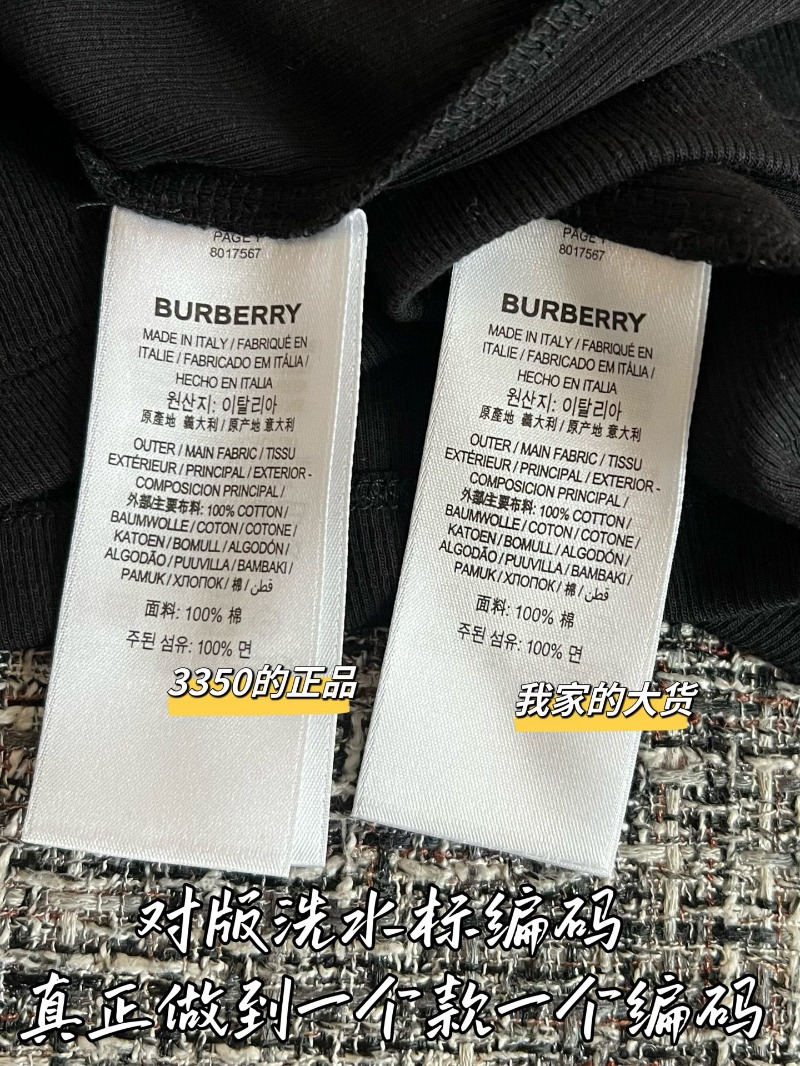 PAGE 1
8017567
BURBERRY
MADE IN ITALY / FABRIQUÉ EN
ITALIE / FABRICADO EM ITÁLIA /
HECHO EN ITALIA
원산지: 이탈리아
原產地 義大利 / 原产地 意大利
OUTER / MAIN FABRIC / TISSU
EXTÉRIEUR / PRINCIPAL / EXTERIOR -
COMPOSICION PRINCIPAL /
外部/主要布料: 100% COTTON /
BAUMWOLLE / COTON / COTONE /
KATOEN / BOMULL / ALGODÓN /
ALGODÃO / PUUVILLA / BAMBAKI /
PAMUK / ХЛОПОК / 棉 / قطن
面料: 100% 棉
주된 섬유: 100% 면
3350的正品
PAGE 1
8017567
BURBERRY
MADE IN ITALY / FABRIQUÉ EN
ITALIE / FABRICADO EM ITÁLIA /
HECHO EN ITALIA
원산지: 이탈리아
原產地 義大利 / 原产地 意大利
OUTER / MAIN FABRIC / TISSU
EXTÉRIEUR / PRINCIPAL / EXTERIOR -
COMPOSICION PRINCIPAL /
外部/主要布料: 100% COTTON /
BAUMWOLLE / COTON / COTONE /
KATOEN / BOMULL / ALGODÓN /
ALGODÃO / PUUVILLA / BAMBAKI /
PAMUK / ХЛОПОК / 棉 / قطن
面料: 100% 棉
주된 섬유: 100% 면
我家的大货
对版洗水标编码
真正做到一个款一个编码